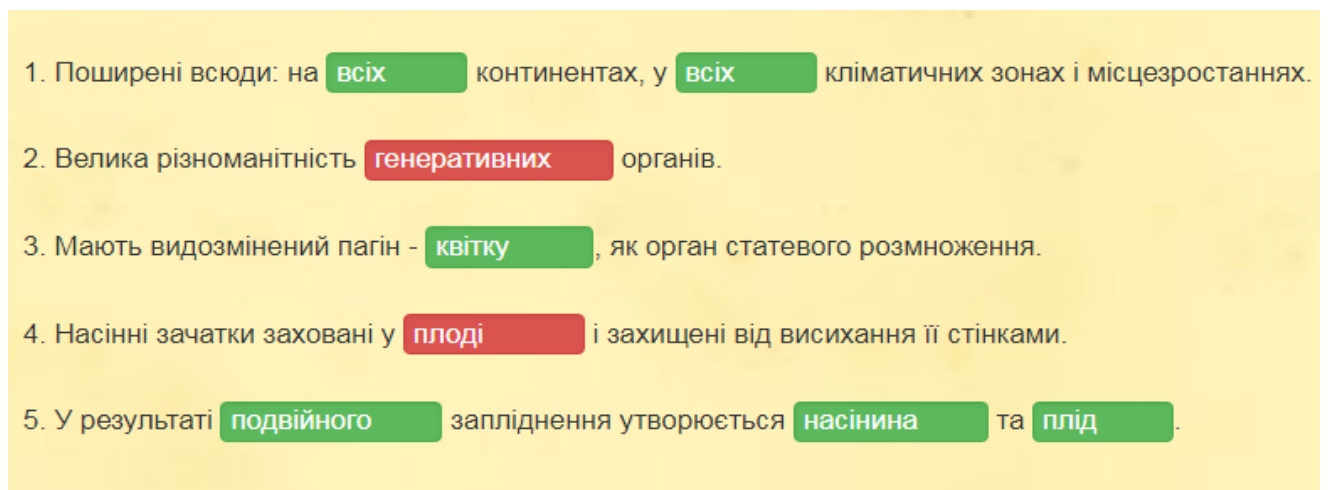 1. Поширені всюди: на всіх континентах, у всіх кліматичних зонах і місцезростаннях.
2. Велика різноманітність генеративних органів.
3. Мають видозмінений пагін - квітку, як орган статевого розмноження.
4. Насінні зачатки заховані у плоді і захищені від висихання її стінками.
5. У результаті подвійного запліднення утворюється насінина та плід.